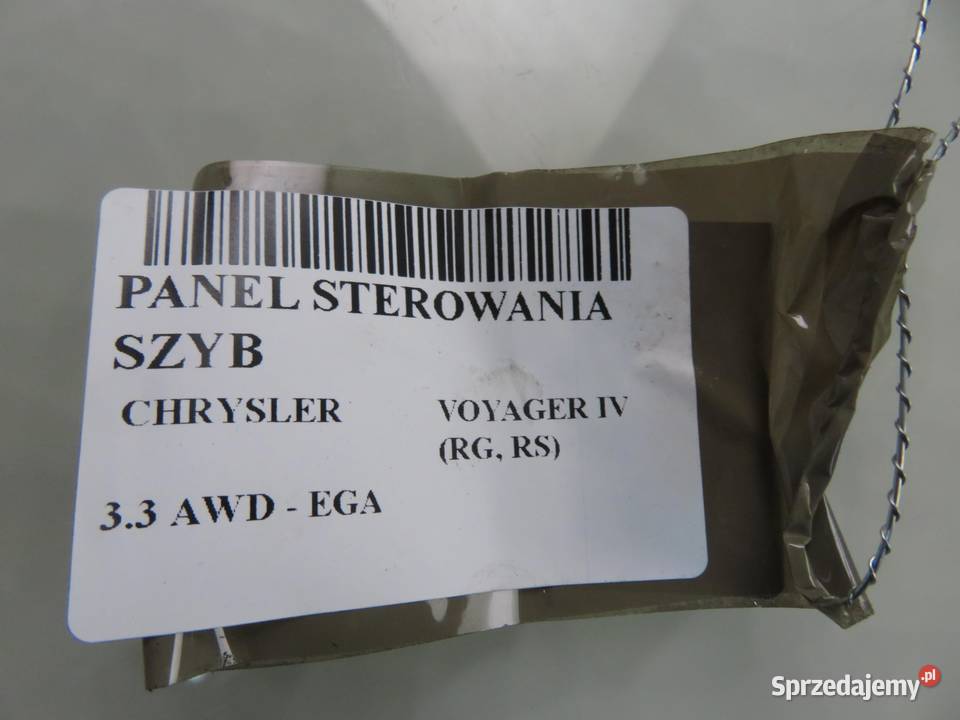 PANEL STEROWANIA
SZYB
CHRYSLER VOYAGER IV
(RG, RS)
3.3 AWD - EGA
Sprzedajemy.pl